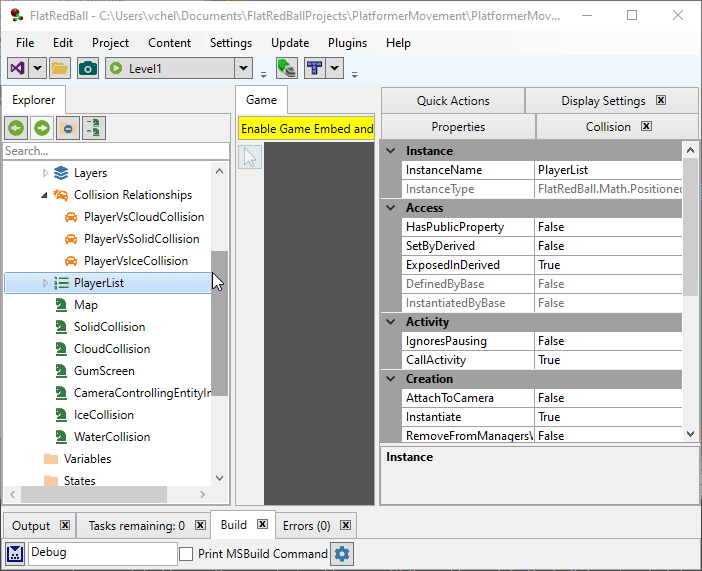 FlatRedBall - C:\Users\vchel\Documents\FlatRedBallProjects\PlatformerMovement\PlatformerMov...
File Edit Project Content Settings Update Plugins Help
Level1
Explorer
Search...
Layers
Collision Relationships
PlayerVsCloudCollision
PlayerVsSolidCollision
PlayerVsIceCollision
PlayerList
Map
SolidCollision
CloudCollision
GumScreen
CameraControllingEntityIn
IceCollision
WaterCollision
Variables
States
Game
Enable Game Embed and
Quick Actions Display Settings
Properties Collision
Instance
InstanceName PlayerList
InstanceType FlatRedBall.Math.Positioned
Access
HasPublicProperty False
SetByDerived False
ExposedInDerived True
DefinedByBase False
InstantiatedByBase False
Activity
IgnoresPausing False
CallActivity True
Creation
AttachToCamera False
Instantiate True
RemoveFromManagersW False
Instance
Output Tasks remaining: 0 Build Errors (0)
Debug Print MSBuild Command